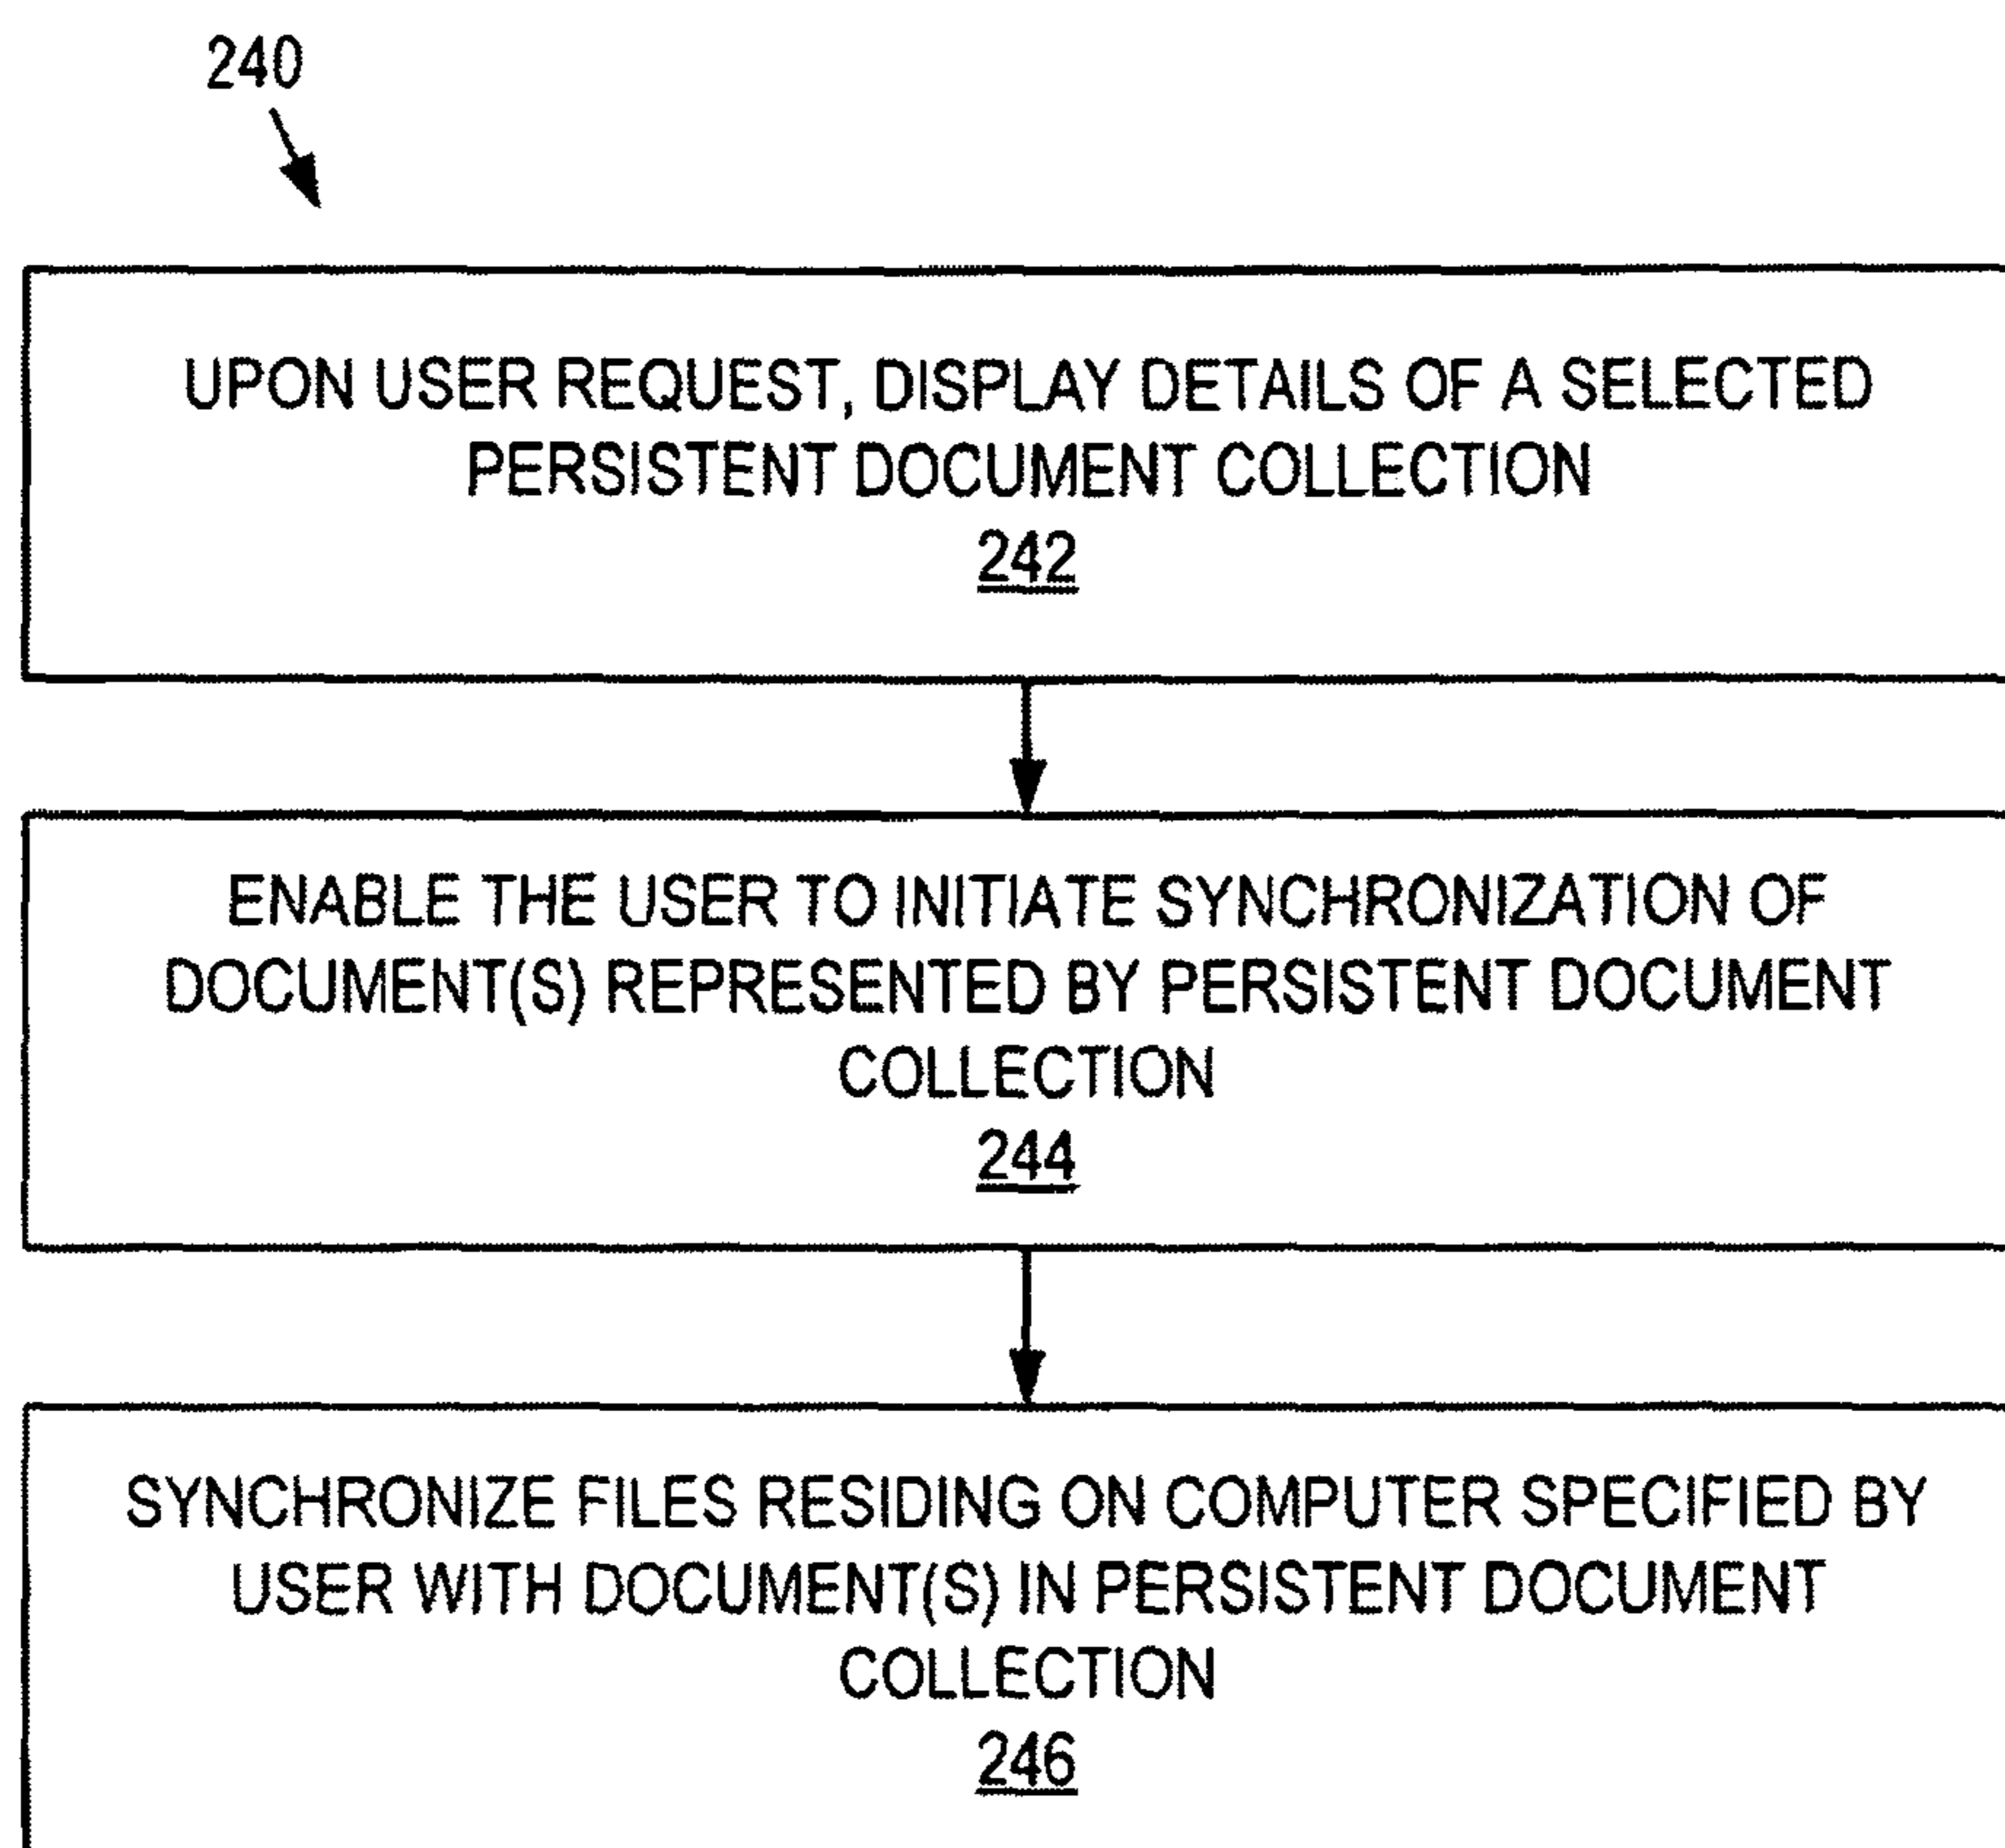 240
UPON USER REQUEST, DISPLAY DETAILS OF A SELECTED
PERSISTENT DOCUMENT COLLECTION
242
ENABLE THE USER TO INITIATE SYNCHRONIZATION OF
DOCUMENT(S) REPRESENTED BY PERSISTENT DOCUMENT
COLLECTION
244
SYNCHRONIZE FILES RESIDING ON COMPUTER SPECIFIED BY
USER WITH DOCUMENT(S) IN PERSISTENT DOCUMENT
COLLECTION
246